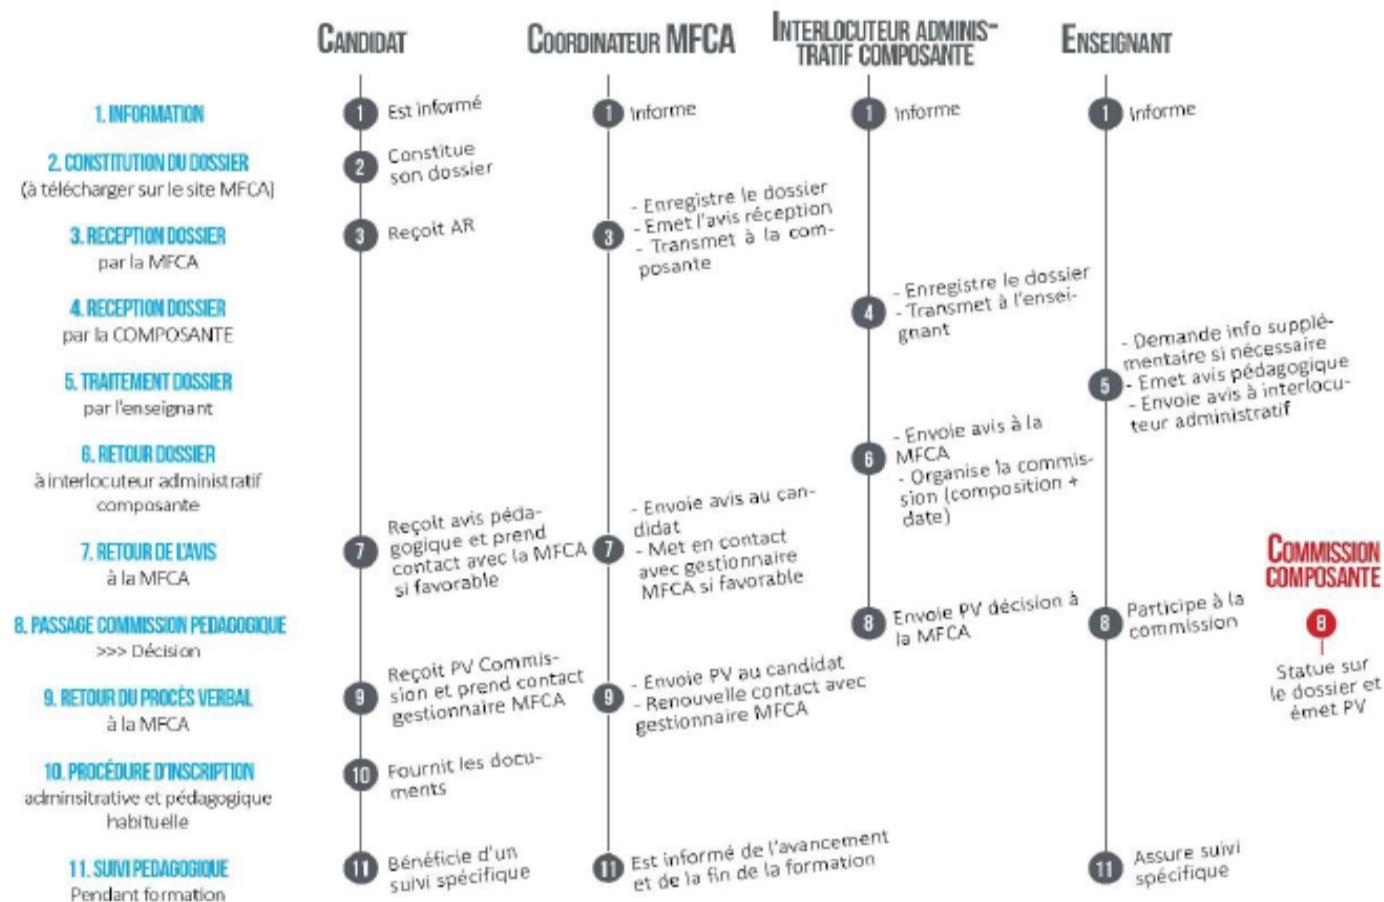 CANDIDAT
COORDINATEUR MFCA
INTERLOCUTEUR ADMINIS-
TRATIF COMPOSANTE
ENSEIGNANT
1. INFORMATION
1 Est informé
1 Informe
1 Informe
1 Informe
2. CONSTITUTION DU DOSSIER
(à télécharger sur le site MFCA)
2 Constitue
son dossier
3. RECEPTION DOSSIER
par la MFCA
3 Reçoit AR
3 - Enregistre le dossier
- Emet l'avis réception
- Transmet à la com-
posante
4. RECEPTION DOSSIER
par la COMPOSANTE
4 - Enregistre le dossier
- Transmet à l'ensei-
gnant
5. TRAITEMENT DOSSIER
par l'enseignant
5 - Demande info supplé-
mentaire si nécessaire
- Emet avis pédagogique
- Envoie avis à interlocu-
teur administratif
6. RETOUR DOSSIER
à interlocuteur administratif
composante
6 - Envoie avis à la
MFCA
- Organise la commis-
sion (composition +
date)
7. RETOUR DE L'AVIS
à la MFCA
7 Reçoit avis péda-
gogique et prend
contact avec la MFCA
si favorable
7 - Envoie avis au can-
didat
- Met en contact
avec gestionnaire
MFCA si favorable
COMMISSION
COMPOSANTE
8. PASSAGE COMMISSION PEDAGOGIQUE
>>> Décision
8 Envoie PV décision à
la MFCA
8 Participe à la
commission
8
Statue sur
le dossier et
émet PV
9. RETOUR DU PROCÈS VERBAL
à la MFCA
9 Reçoit PV Commis-
sion et prend contact
gestionnaire MFCA
9 - Envoie PV au candidat
- Renouvelle contact avec
gestionnaire MFCA
10. PROCÉDURE D'INSCRIPTION
adminsitrative et pédagogique
habituelle
10 Fournit les docu-
ments
11. SUIVI PEDAGOGIQUE
Pendant formation
11 Bénéficie d'un
suivi spécifique
11 Est informé de l'avancement
et de la fin de la formation
11 Assure suivi
spécifique